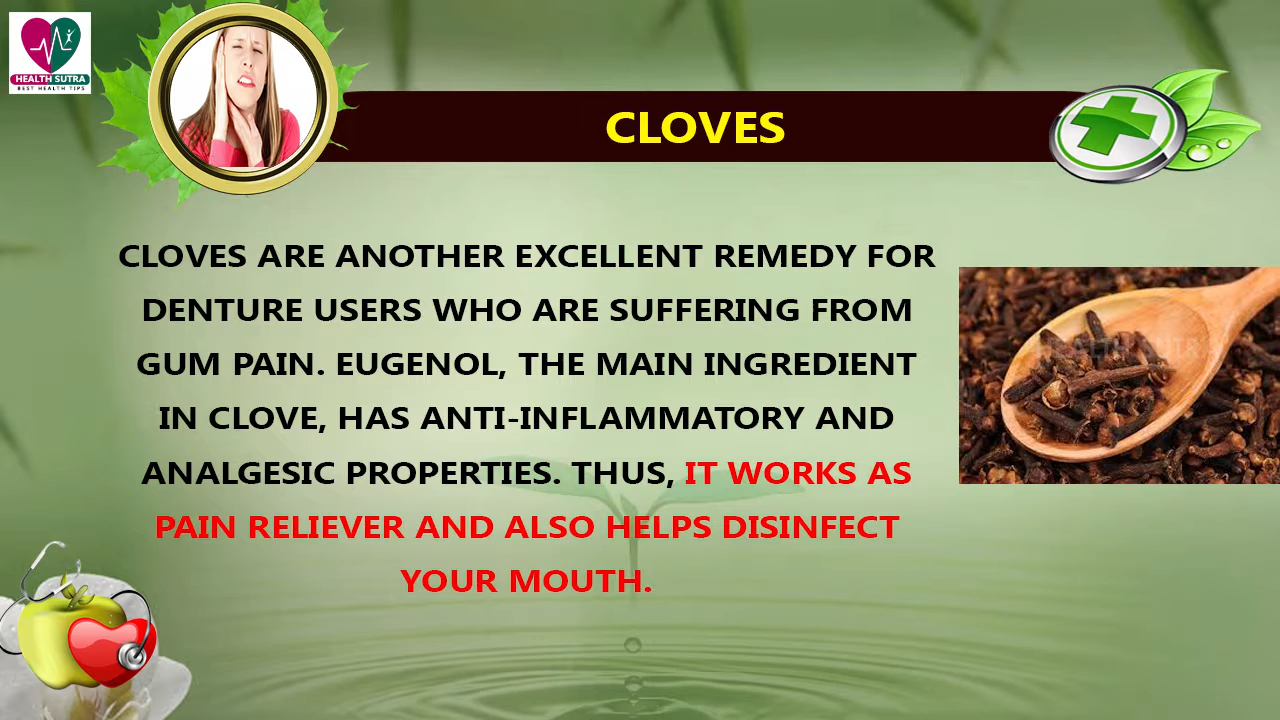 HEALTH SUTRA
BEST HEALTH TIPS
CLOVES
CLOVES ARE ANOTHER EXCELLENT REMEDY FOR
DENTURE USERS WHO ARE SUFFERING FROM
GUM PAIN. EUGENOL, THE MAIN INGREDIENT
IN CLOVE, HAS ANTI-INFLAMMATORY AND
ANALGESIC PROPERTIES. THUS, IT WORKS AS
PAIN RELIEVER AND ALSO HELPS DISINFECT
YOUR MOUTH.
HEALTH SUTRA